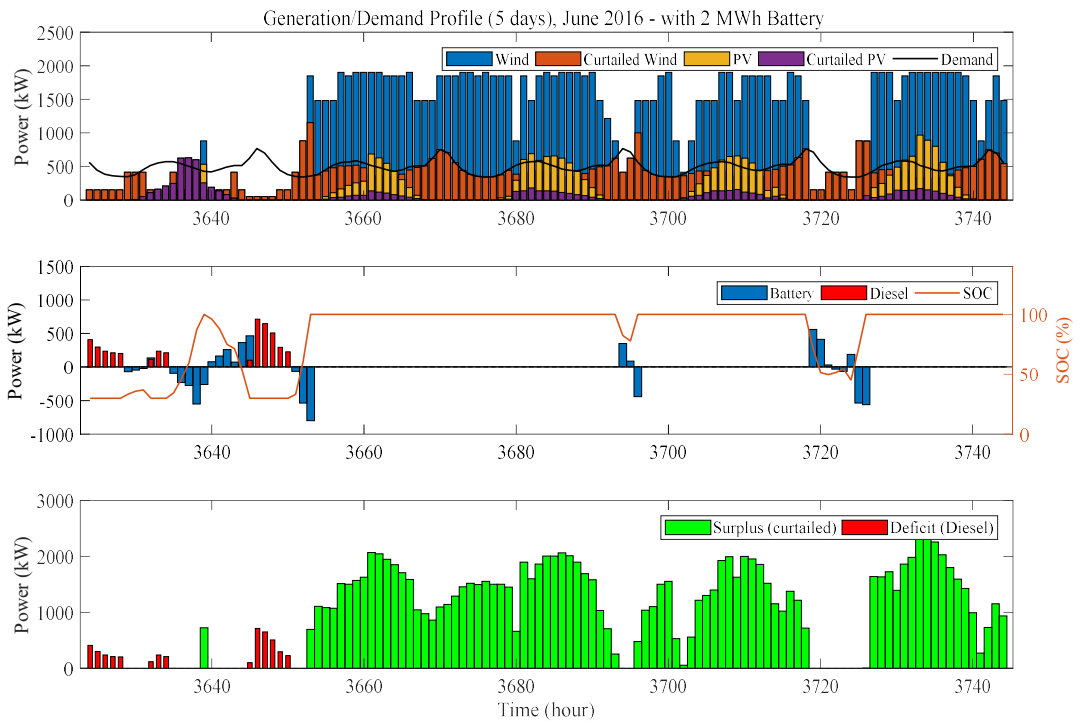 Generation/Demand Profile (5 days), June 2016 - with 2 MWh Battery
2500
2000
1500
1000
500
0
Power (kW)
Wind Curtailed Wind PV Curtailed PV Demand
3640 3660 3680 3700 3720 3740
1500
1000
500
0
-500
-1000
Power (kW)
Battery Diesel SOC
100
50
0
SOC (%)
3640 3660 3680 3700 3720 3740
3000
2000
1000
0
Power (kW)
Surplus (curtailed) Deficit (Diesel)
3640 3660 3680 3700 3720 3740
Time (hour)